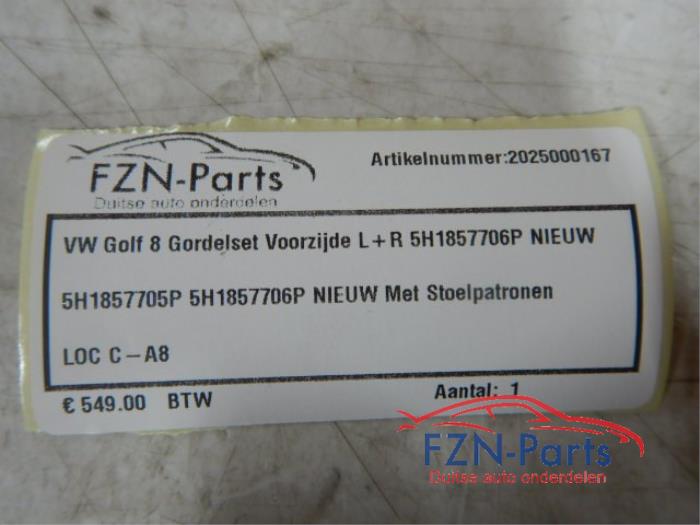 Artikelnummer:2025000167
FZN-Parts
Duitse auto onderdelen
VW Golf 8 Gordelset Voorzijde L+R 5H1857706P NIEUW
5H1857705P 5H1857706P NIEUW Met Stoelpatronen
LOC C-A8
€ 549.00 BTW
Aantal: 1
FZN-Parts
Duitse auto onderdelen